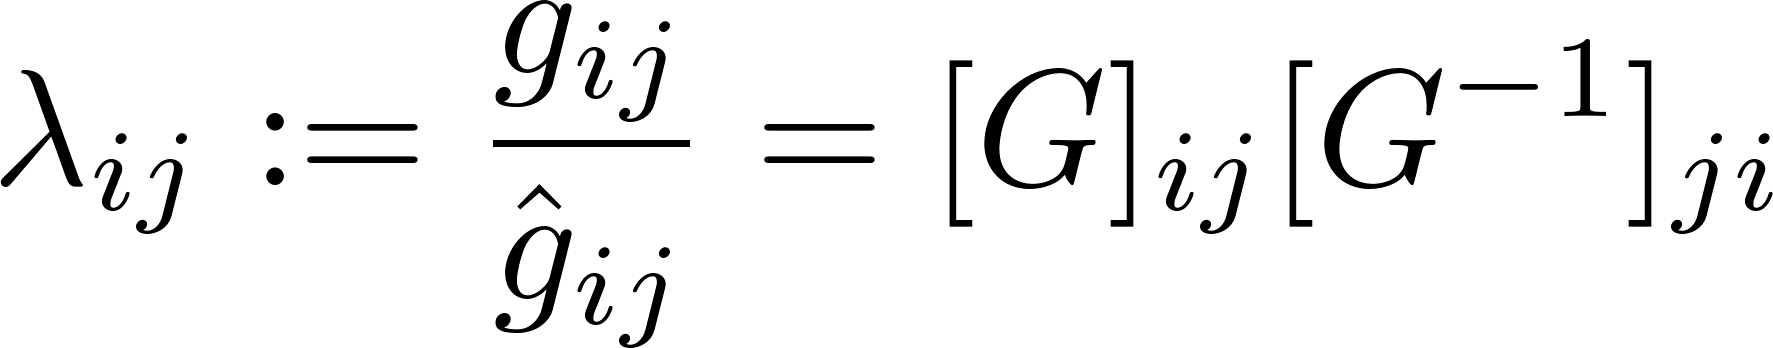 λ_{ij} := \frac{g_{ij}}{\hat{g}_{ij}} = [G]_{ij}[G^{-1}]_{ji}